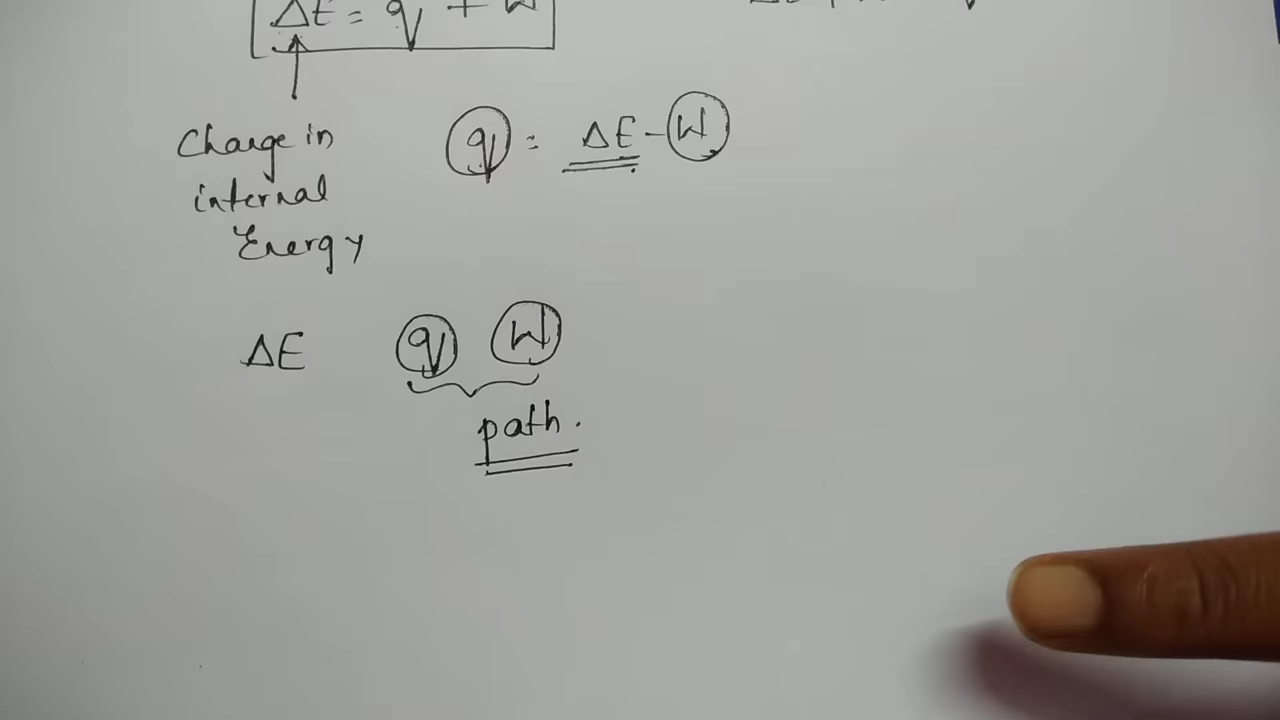 ΔE = q + W
Change in
internal
Energy
q = ΔE - W
ΔE q W
path.